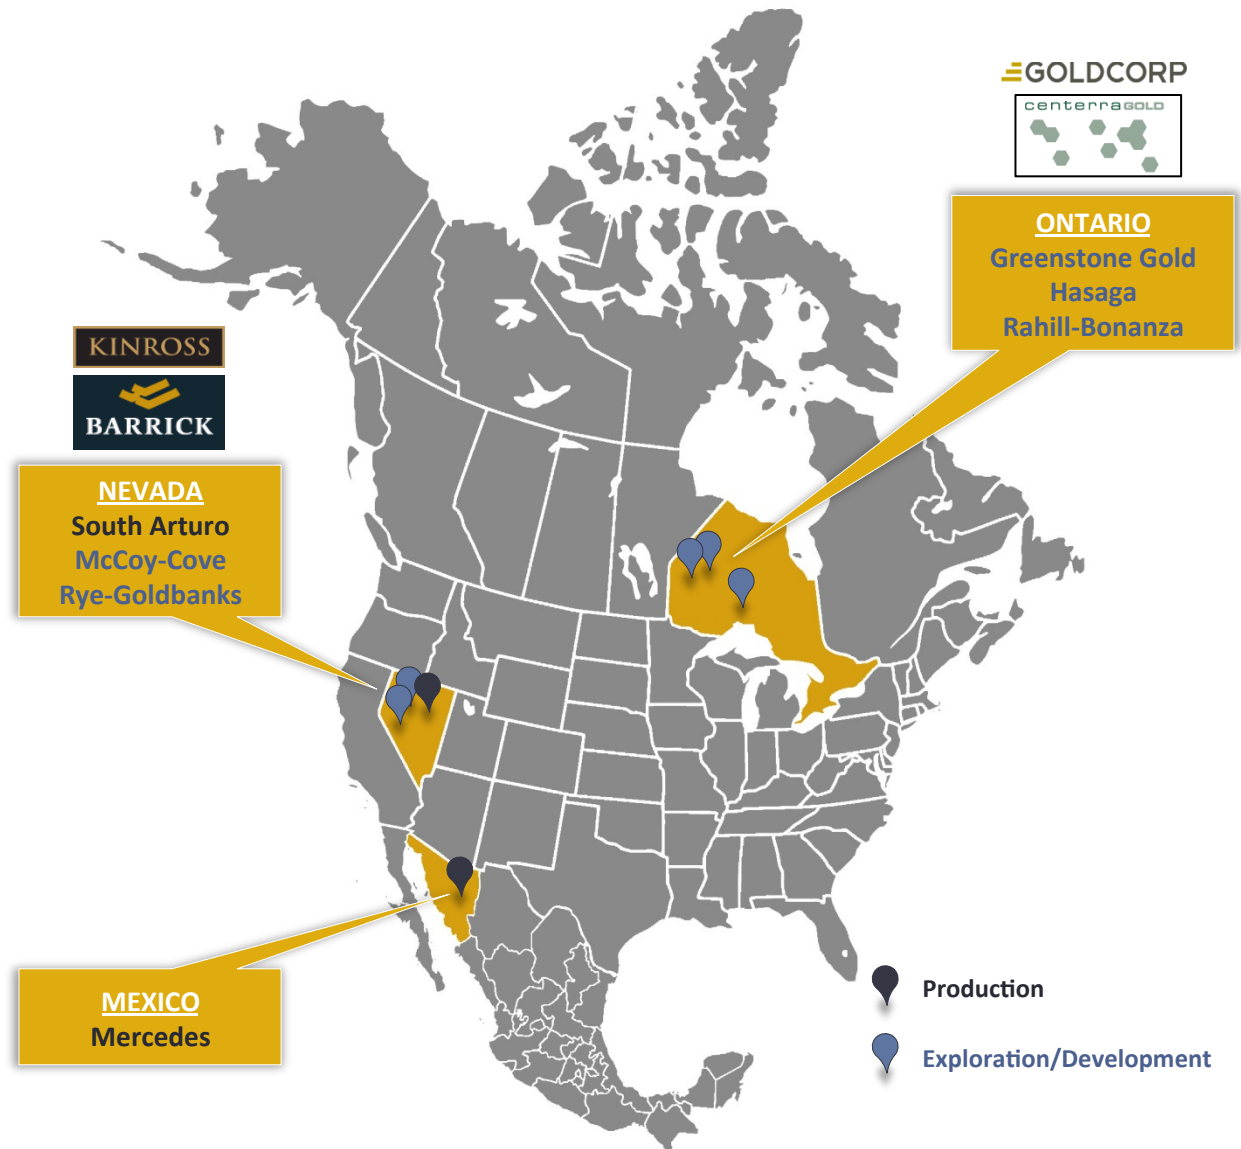 GOLDCORP
centerraGOLD
ONTARIO
Greenstone Gold
Hasaga
Rahill-Bonanza
KINROSS
BARRICK
NEVADA
South Arturo
McCoy-Cove
Rye-Goldbanks
MEXICO
Mercedes
Production
Exploration/Development